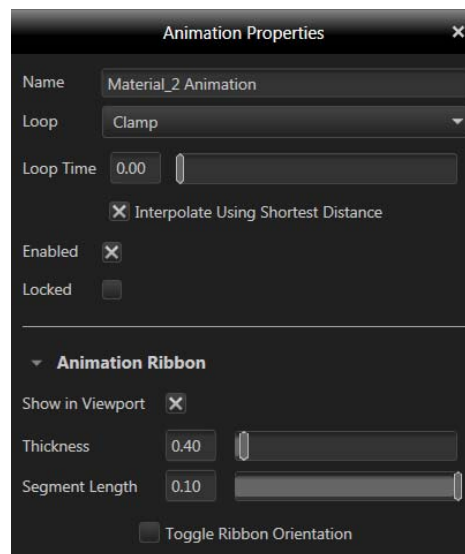 Animation Properties
Name Material_2 Animation
Loop Clamp
Loop Time 0.00
Interpolate Using Shortest Distance
Enabled
Locked
Animation Ribbon
Show in Viewport
Thickness 0.40
Segment Length 0.10
Toggle Ribbon Orientation